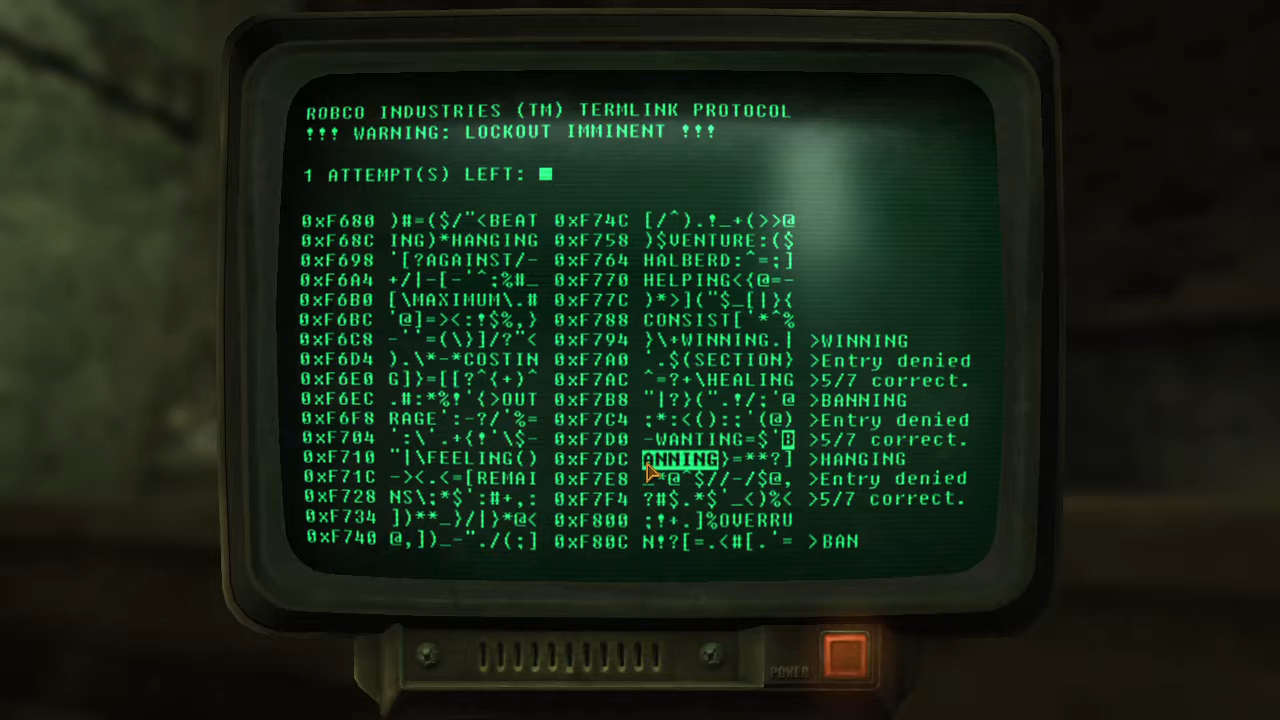 ROBCO INDUSTRIES (TM) TERMLINK PROTOCOL
!!! WARNING: LOCKOUT IMMINENT !!!
1 ATTEMPT(S) LEFT:
0xF680 )#=($/"<BEAT 0xF74C [/^).!_+(>>@
0xF68C ING)*HANGING 0xF758 )$VENTURE:($
0xF698 '[?AGAINST/- 0xF764 HALBERD:^=;]
0xF6A4 +/|-[-'^;%#_ 0xF770 HELPING<{@=-
0xF6B0 [\MAXIMUM\.# 0xF77C )*>]("$_[|}{
0xF6BC '@]=><:!$%,} 0xF788 CONSIST['*^%
0xF6C8 -''=(\}]/?"< 0xF794 }\+WINNING.| >WINNING
0xF6D4 ).\*-*COSTIN 0xF7A0 '.$(SECTION} >Entry denied
0xF6E0 G]}=[[?^{+)^ 0xF7AC ^=?+\HEALING >5/7 correct.
0xF6EC .#:*%!'{>OUT 0xF7B8 "|?}(".!/;'@ >BANNING
0xF6F8 RAGE':-?/'%= 0xF7C4 ;*:<():;'(@) >Entry denied
0xF704 ':\'.+{!'\$- 0xF7D0 -WANTING=$'B >5/7 correct.
0xF710 "|\FEELING() 0xF7DC ANNING}=**?] >HANGING
0xF71C -><.<=[REMAI 0xF7E8 _*@^$//-/$@, >Entry denied
0xF728 NS\;*$':#+,: 0xF7F4 ?#$.*$'_<)%< >5/7 correct.
0xF734 ])**_}/|}*@< 0xF800 ;!+.]%OVERRU
0xF740 @,])_-"./(;] 0xF80C N!?[=.<#[.'= >BAN
POWER